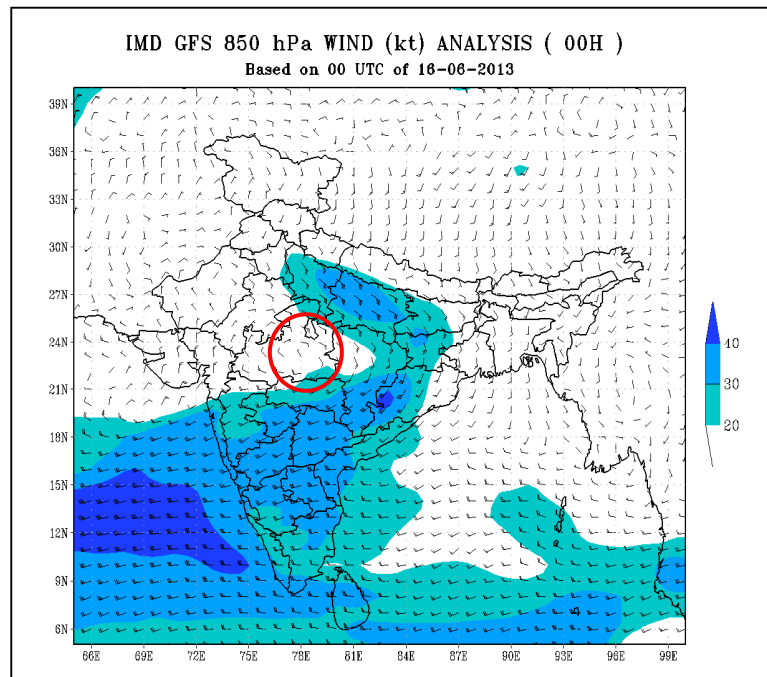 IMD GFS 850 hPa WIND (kt) ANALYSIS ( 00H )
Based on 00 UTC of 16-06-2013
39N
36N
33N
30N
27N
24N
21N
18N
15N
12N
9N
6N
66E 69E 72E 75E 78E 81E 84E 87E 90E 93E 96E 99E
40
30
20